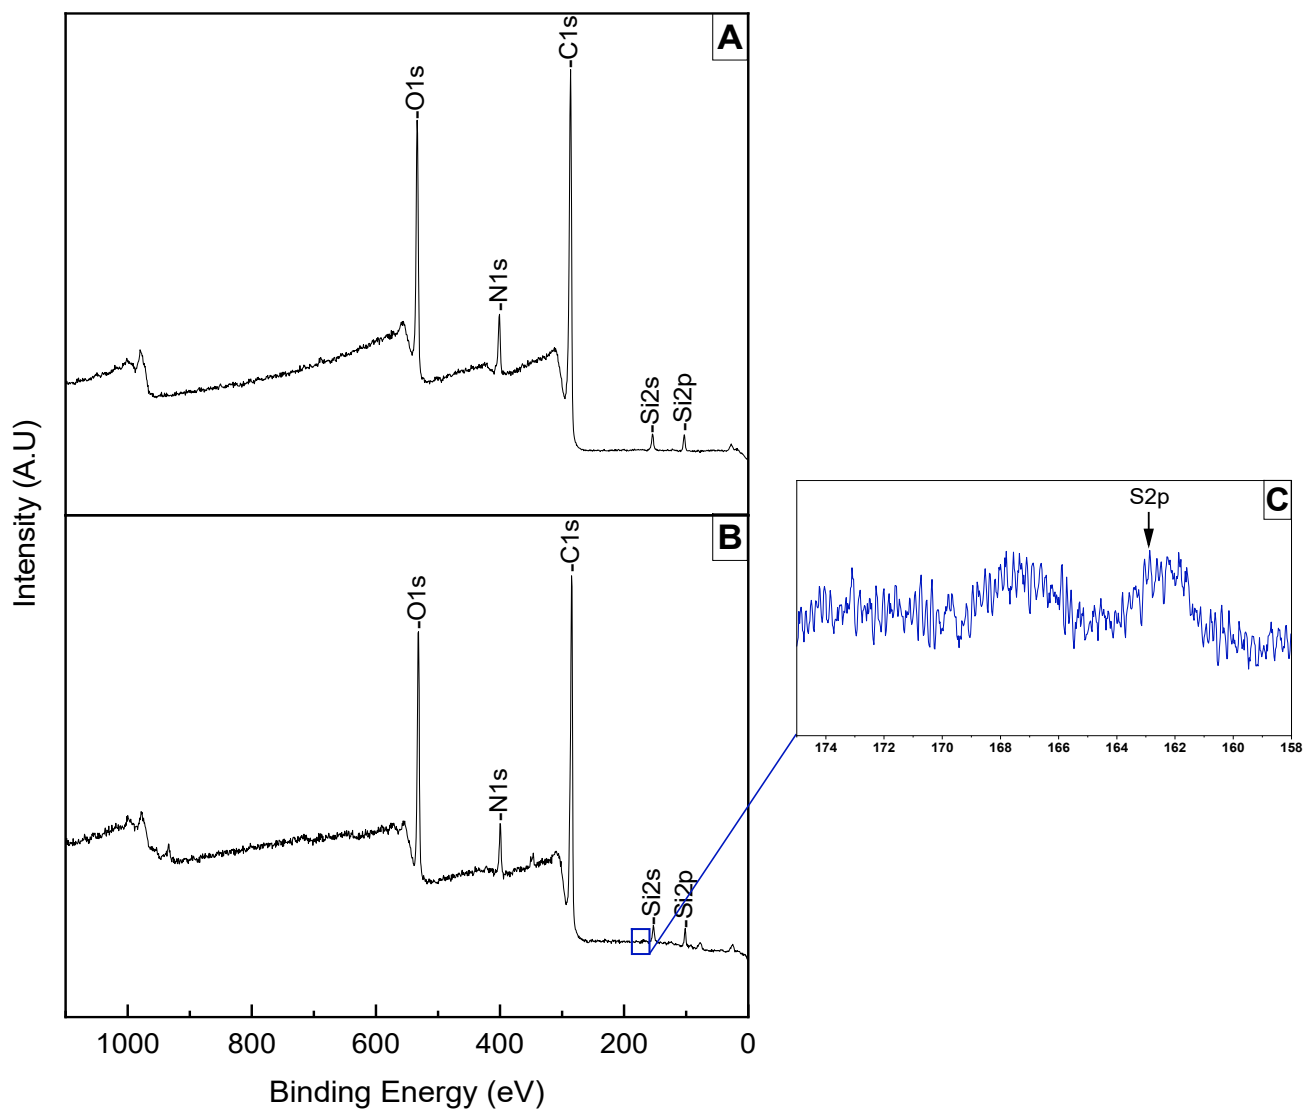 A
O1s
C1s
N1s
Si2s
Si2p
B
O1s
C1s
N1s
Si2s
Si2p
C
S2p
174 172 170 168 166 164 162 160 158
Intensity (A.U)
1000 800 600 400 200 0
Binding Energy (eV)